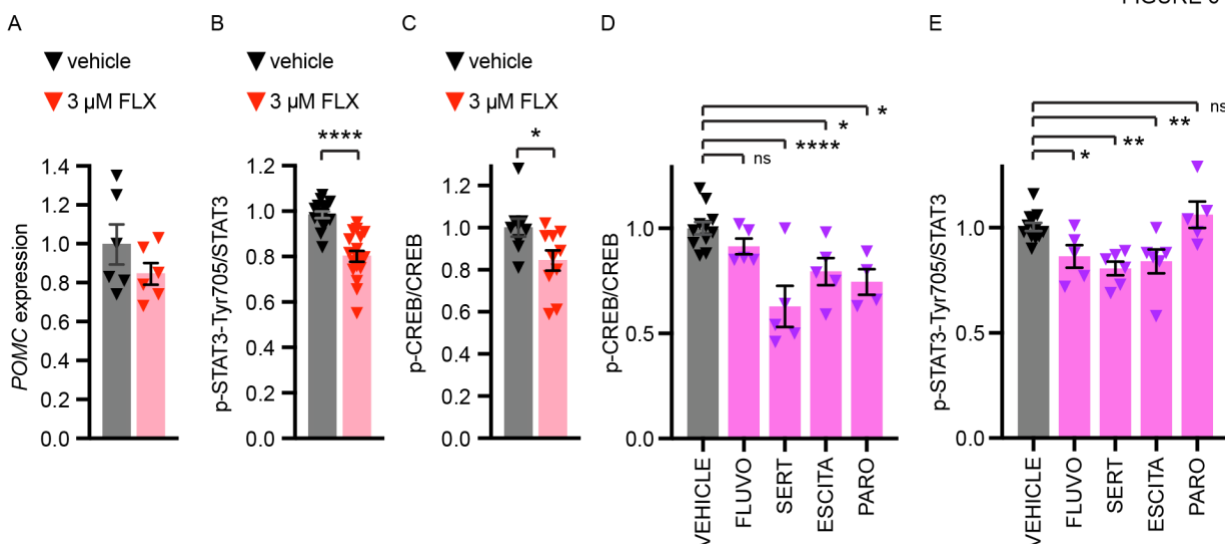 A B C D E
▼ vehicle
▼ 3 µM FLX
POMC expression
1.4
1.2
1.0
0.8
0.6
0.4
0.2
0.0
▼ vehicle
▼ 3 µM FLX
****
p-STAT3-Tyr705/STAT3
1.2
1.0
0.8
0.6
0.4
0.2
0.0
▼ vehicle
▼ 3 µM FLX
*
p-CREB/CREB
1.2
1.0
0.8
0.6
0.4
0.2
0.0
*
*
****
ns
p-CREB/CREB
1.0
0.5
0.0
VEHICLE
FLUVO
SERT
ESCITA
PARO
ns
**
**
*
p-STAT3-Tyr705/STAT3
1.0
0.5
0.0
VEHICLE
FLUVO
SERT
ESCITA
PARO